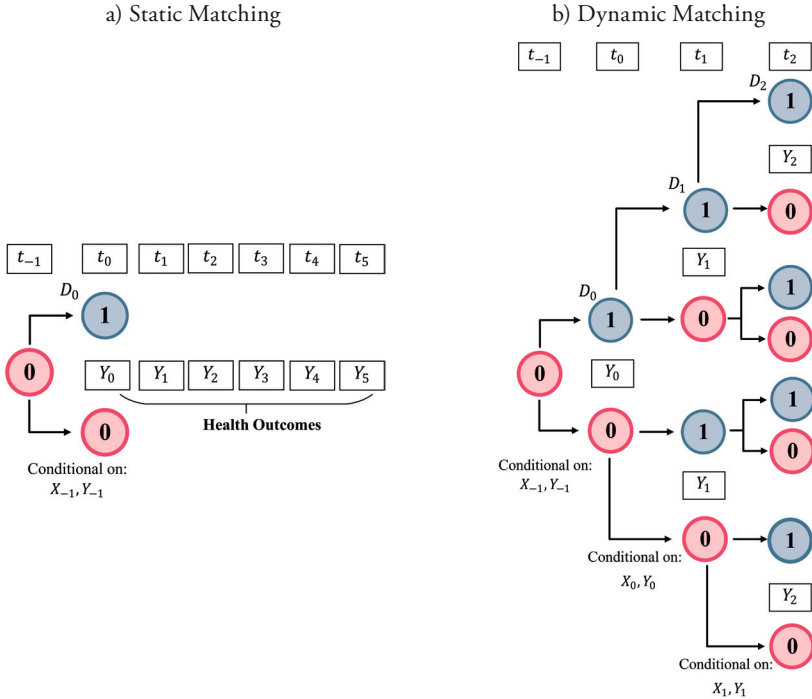 a) Static Matching
t₋₁ t₀ t₁ t₂ t₃ t₄ t₅
D₀
1
0
Y₀ Y₁ Y₂ Y₃ Y₄ Y₅
Health Outcomes
0
Conditional on:
X₋₁, Y₋₁
b) Dynamic Matching
t₋₁ t₀ t₁ t₂
D₂
1
Y₂
D₁
1 0
Y₁
D₀
1 0 1
0
0
Y₀
0 1 1
0
Conditional on:
X₋₁, Y₋₁
Y₁
0 1
Conditional on:
X₀, Y₀
Y₂
0
Conditional on:
X₁, Y₁